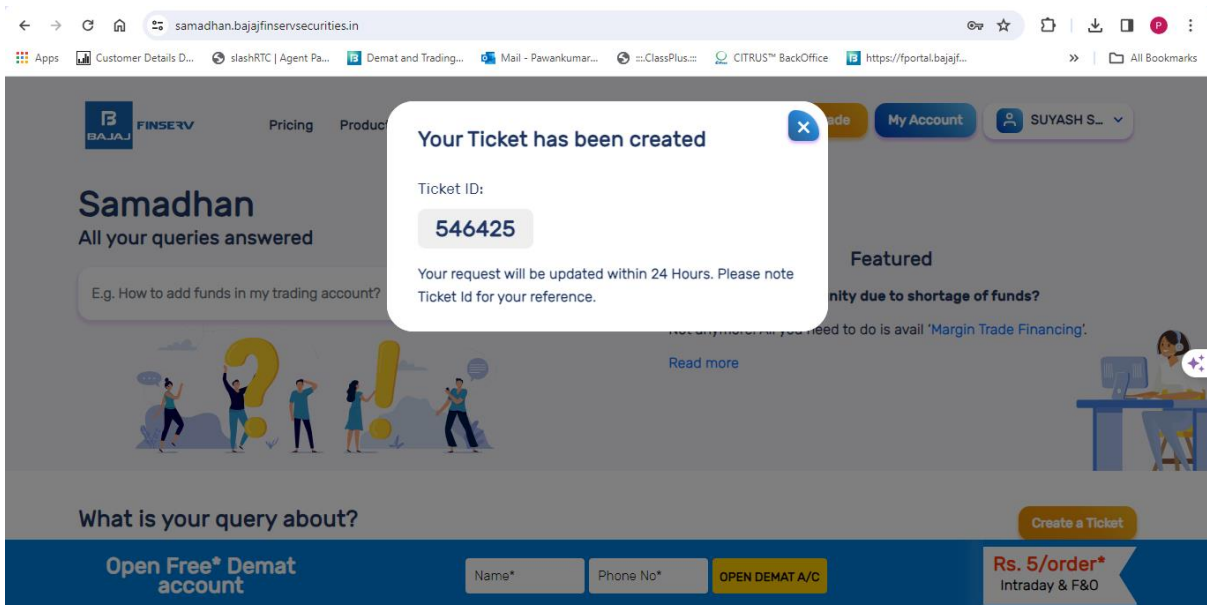 samadhan.bajajfinservsecurities.in
P
Apps
Customer Details D...
slashRTC | Agent Pa...
Demat and Trading...
Mail - Pawankumar...
:::.ClassPlus.:::
CITRUS™ BackOffice
https://fportal.bajajf...
»
All Bookmarks
B
BAJAJ
FINSERV
Pricing
Produc
ade
My Account
SUYASH S...
Your Ticket has been created
Ticket ID:
546425
Your request will be updated within 24 Hours. Please note
Ticket Id for your reference.
Samadhan
All your queries answered
E.g. How to add funds in my trading account?
Featured
nity due to shortage of funds?
Not anymore! All you need to do is avail 'Margin Trade Financing'.
Read more
What is your query about?
Create a Ticket
Open Free* Demat
account
Name*
Phone No*
OPEN DEMAT A/C
Rs. 5/order*
Intraday & F&O